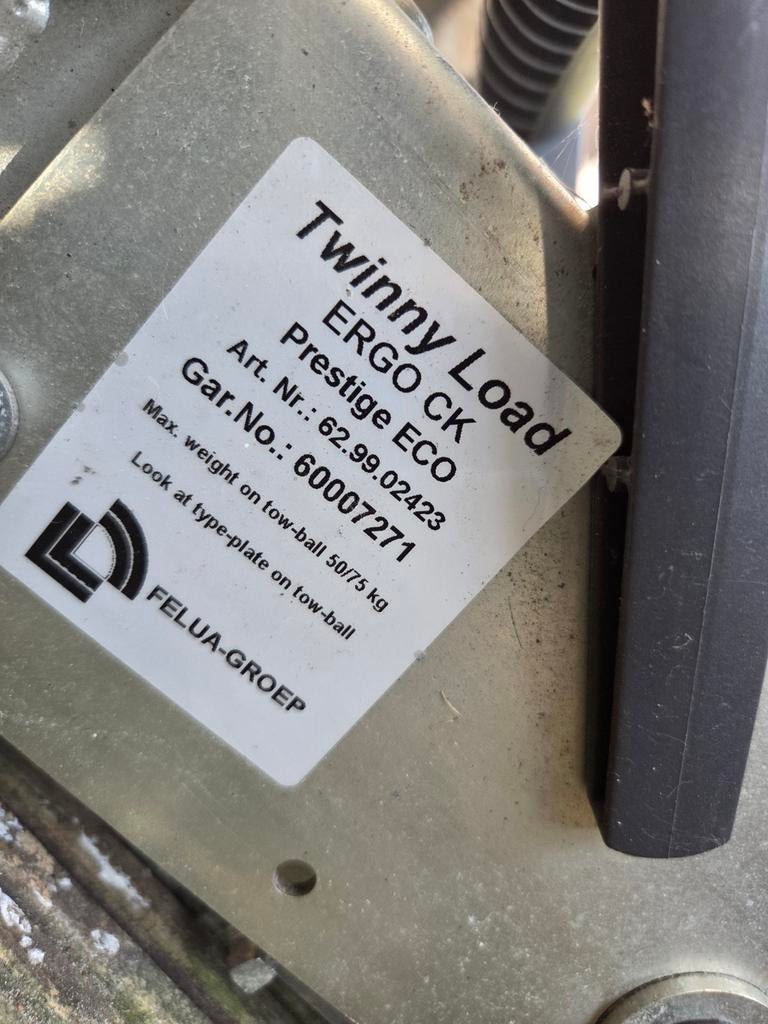 Twinny Load
ERGO CK
Prestige ECO
Art. Nr.: 62.99.02423
Gar.No.: 60007271
Max. weight on tow-ball 50/75 kg
Look at type-plate on tow-ball
FELUA-GROEP